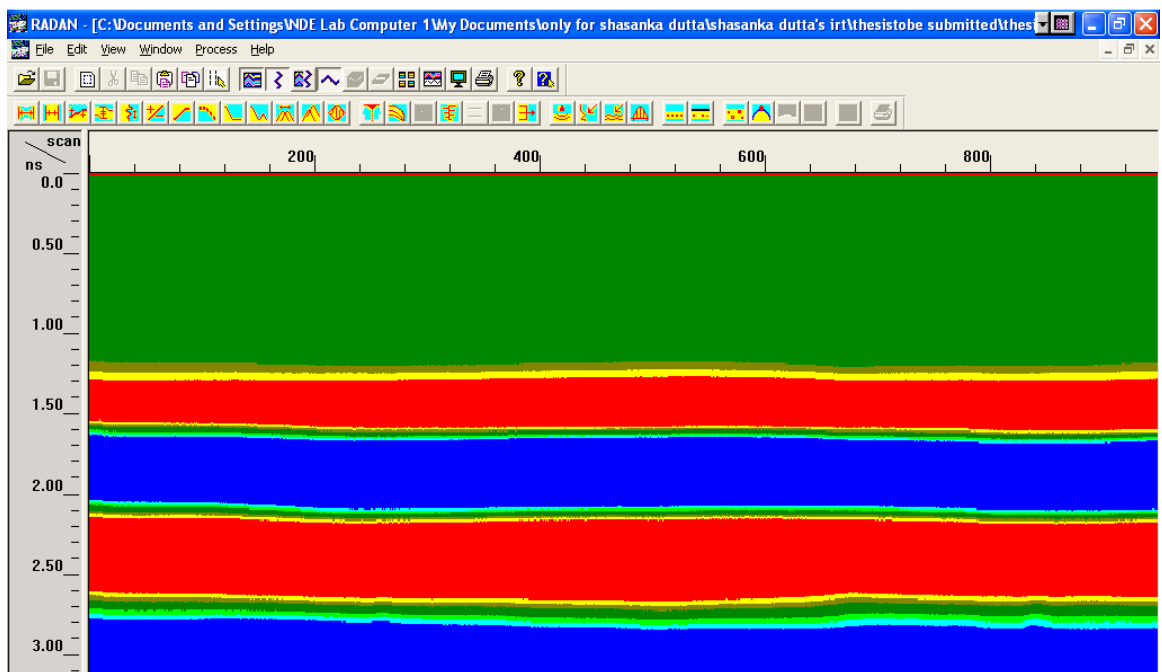 RADAN - [C:\Documents and Settings\NDE Lab Computer 1\My Documents\only for shasanka dutta\shasanka dutta's irt\thesistobe submitted\thesi
File Edit View Window Process Help
scan
ns
200 400 600 800
0.0
0.50
1.00
1.50
2.00
2.50
3.00